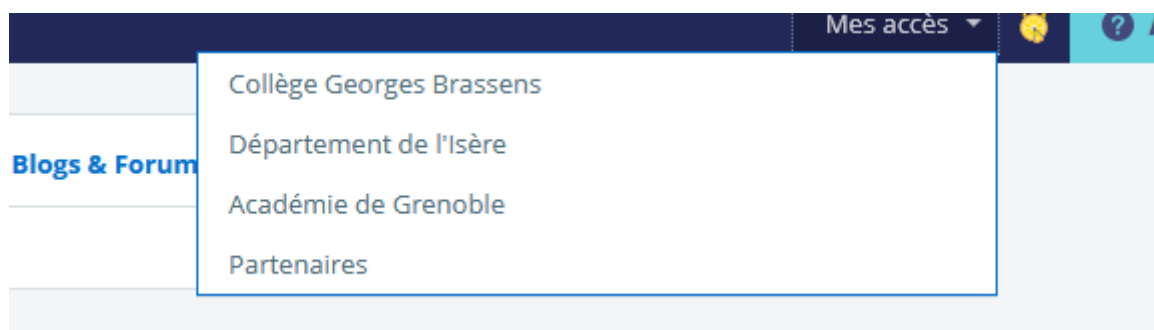 Mes accès
Collège Georges Brassens
Département de l'Isère
Blogs & Forum
Académie de Grenoble
Partenaires